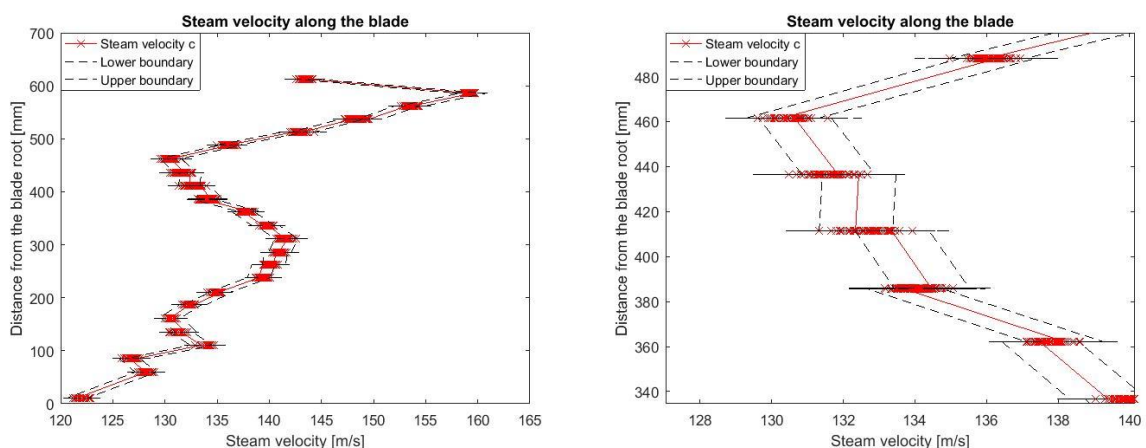 Steam velocity along the blade
Distance from the blade root [mm]
700
600
500
400
300
200
100
0
Steam velocity c
Lower boundary
Upper boundary
120 125 130 135 140 145 150 155 160 165
Steam velocity [m/s]
Steam velocity along the blade
Distance from the blade root [mm]
480
460
440
420
400
380
360
340
Steam velocity c
Lower boundary
Upper boundary
128 130 132 134 136 138 140
Steam velocity [m/s]